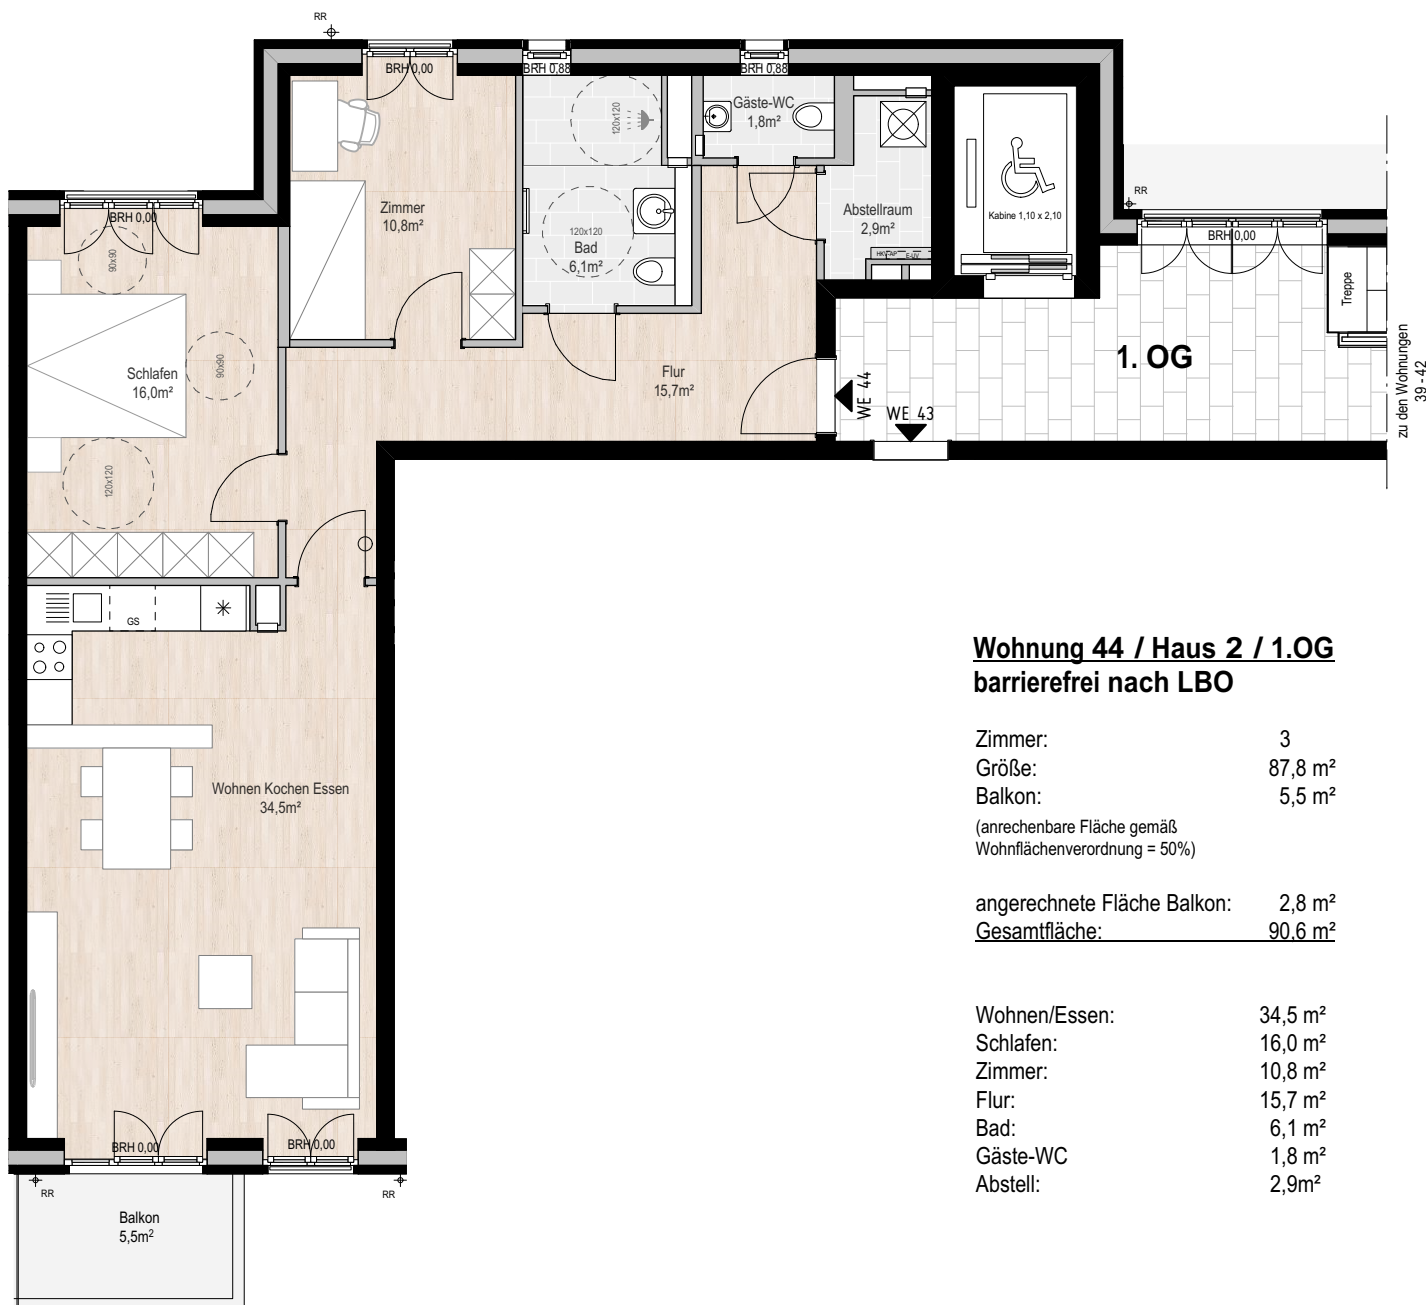 RR
BRH 0,00
BRH 0,88
BRH 0,88
Gäste-WC
1,8m²
120x120
Zimmer
10,8m²
120x120
Bad
6,1m²
Abstellraum
2,9m²
HK/TAP
E-UV
Kabine 1,10 x 2,10
RR
BRH 0,00
Treppe
BRH 0,00
90x90
90x90
Schlafen
16,0m²
120x120
Flur
15,7m²
WE 44
WE 43
1. OG
zu den Wohnungen
39 - 42
GS
Wohnen Kochen Essen
34,5m²
BRH 0,00
BRH 0,00
RR
RR
Balkon
5,5m²
Wohnung 44 / Haus 2 / 1.OG
barrierefrei nach LBO
Zimmer: 3
Größe: 87,8 m²
Balkon: 5,5 m²
(anrechenbare Fläche gemäß
Wohnflächenverordnung = 50%)
angerechnete Fläche Balkon: 2,8 m²
Gesamtfläche: 90,6 m²
Wohnen/Essen: 34,5 m²
Schlafen: 16,0 m²
Zimmer: 10,8 m²
Flur: 15,7 m²
Bad: 6,1 m²
Gäste-WC 1,8 m²
Abstell: 2,9m²